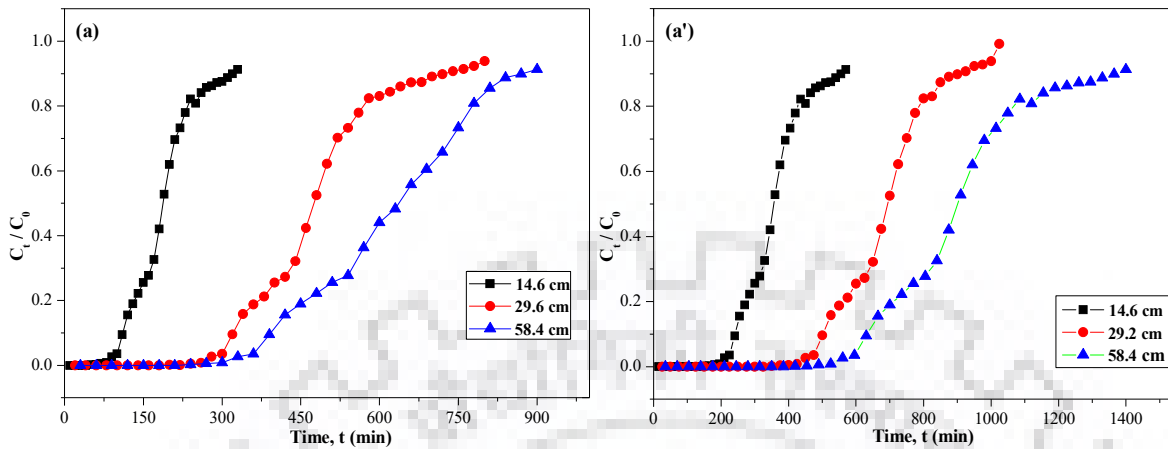 (a)
1.0
0.8
0.6
0.4
0.2
0.0
C_t / C_0
0 150 300 450 600 750 900
Time, t (min)
14.6 cm
29.6 cm
58.4 cm
(a')
1.0
0.8
0.6
0.4
0.2
0.0
C_t / C_0
0 200 400 600 800 1000 1200 1400
Time, t (min)
14.6 cm
29.2 cm
58.4 cm